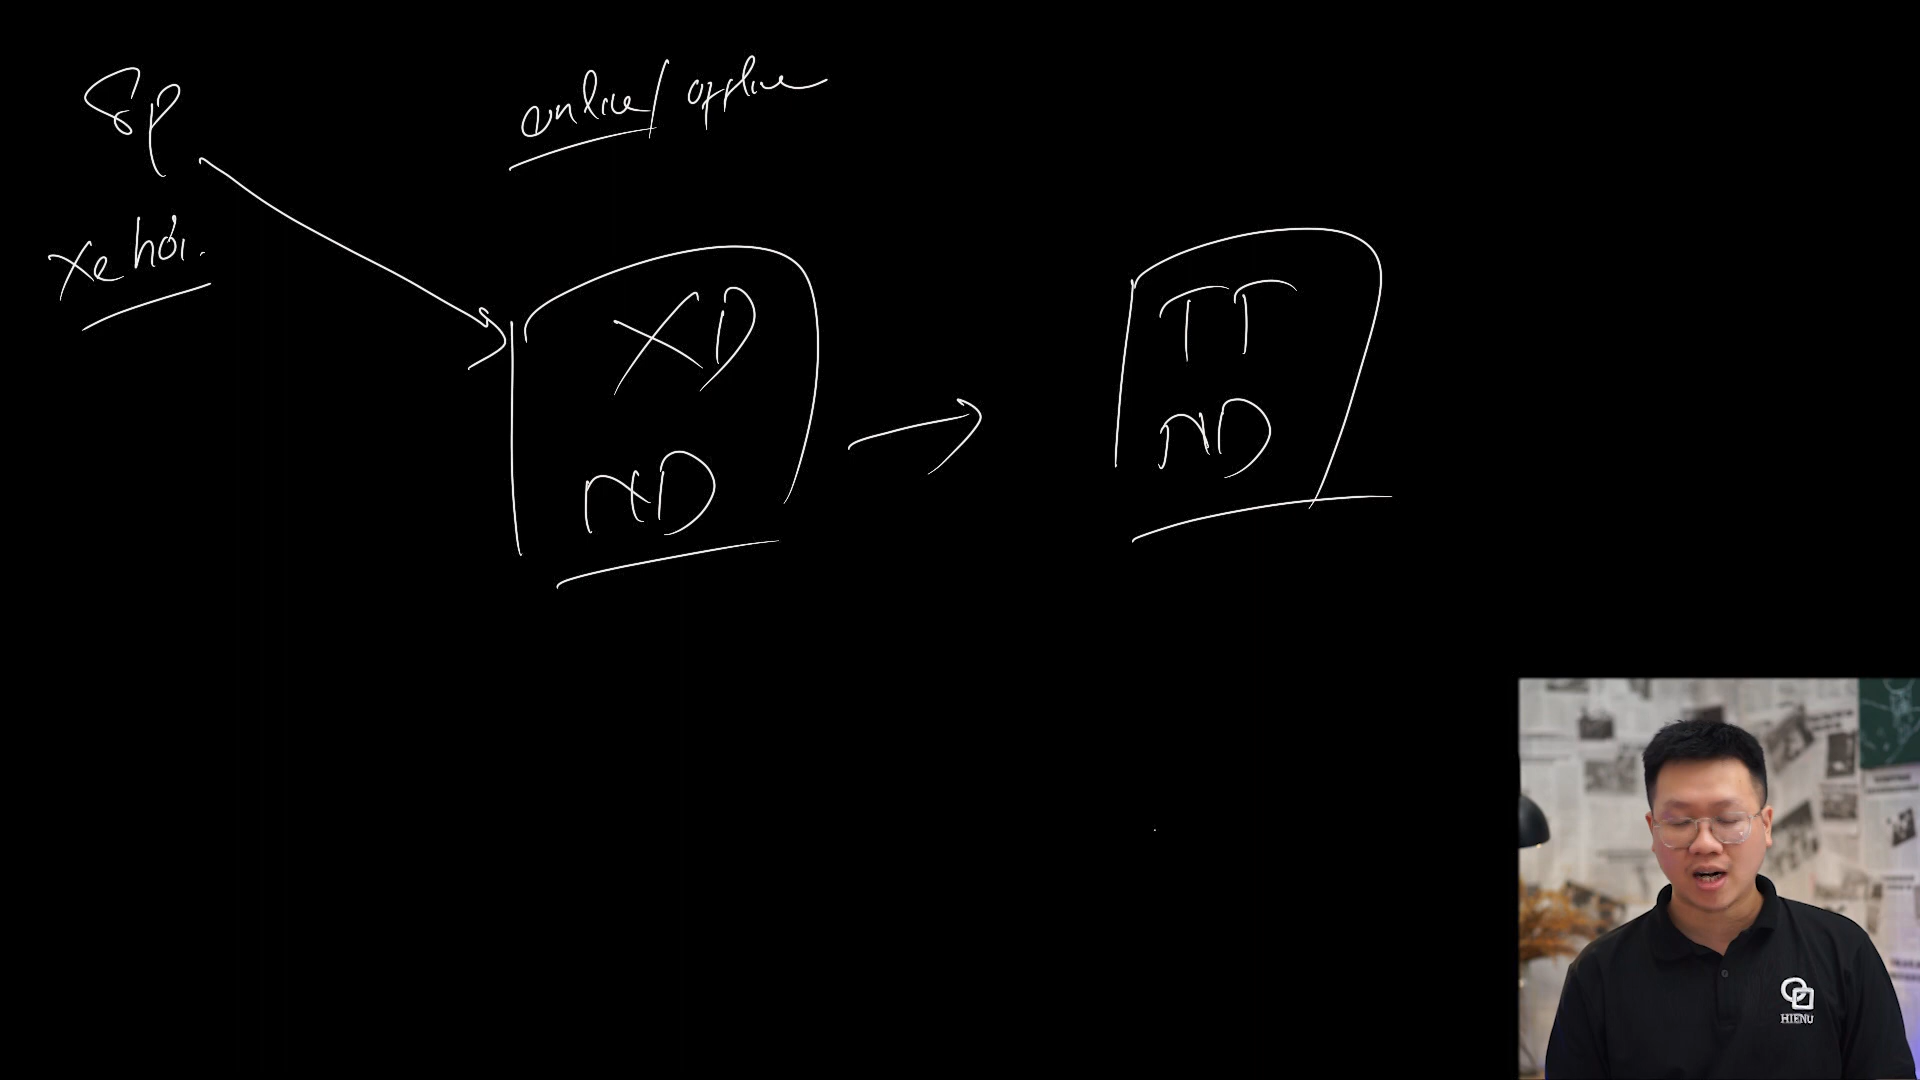 Sp
online / offline
xe hơi.
XD
ND
TT
ND
HIENU